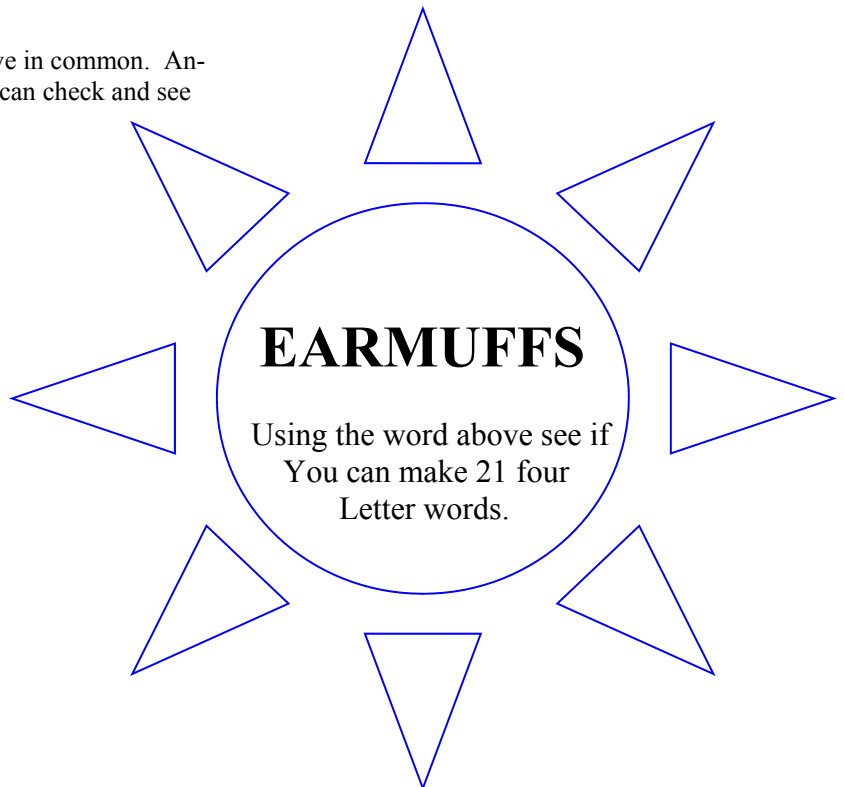 ve in common.  An-
can check and see
EARMUFFS
Using the word above see if
You can make 21 four
Letter words.